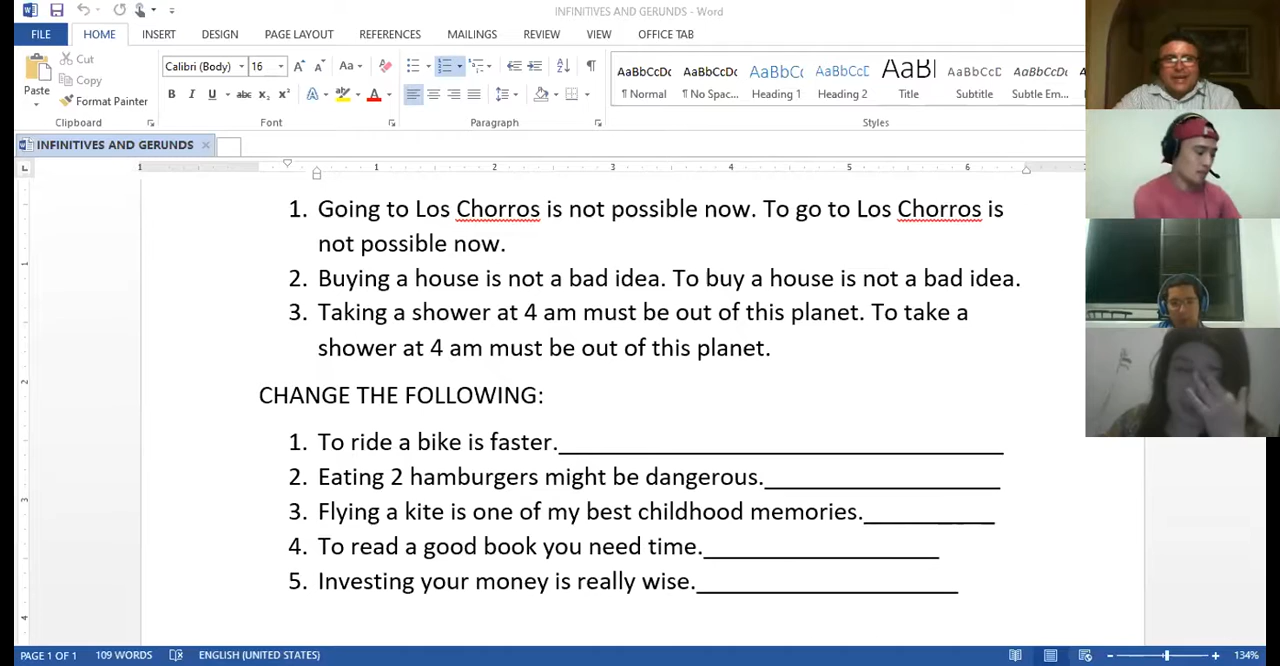 INFINITIVES AND GERUNDS - Word
FILE HOME INSERT DESIGN PAGE LAYOUT REFERENCES MAILINGS REVIEW VIEW OFFICE TAB
Cut
Copy
Paste
Format Painter
Calibri (Body) 16
AaBbCcDc AaBbCcDc AaBbCc AaBbCcD AaBl AaBbCcD AaBbCcDc
¶ Normal ¶ No Spac... Heading 1 Heading 2 Title Subtitle Subtle Em...
Clipboard Font Paragraph Styles
INFINITIVES AND GERUNDS
1. Going to Los Chorros is not possible now. To go to Los Chorros is
not possible now.
2. Buying a house is not a bad idea. To buy a house is not a bad idea.
3. Taking a shower at 4 am must be out of this planet. To take a
shower at 4 am must be out of this planet.
CHANGE THE FOLLOWING:
1. To ride a bike is faster.
2. Eating 2 hamburgers might be dangerous.
3. Flying a kite is one of my best childhood memories.
4. To read a good book you need time.
5. Investing your money is really wise.
PAGE 1 OF 1 109 WORDS ENGLISH (UNITED STATES) 134%